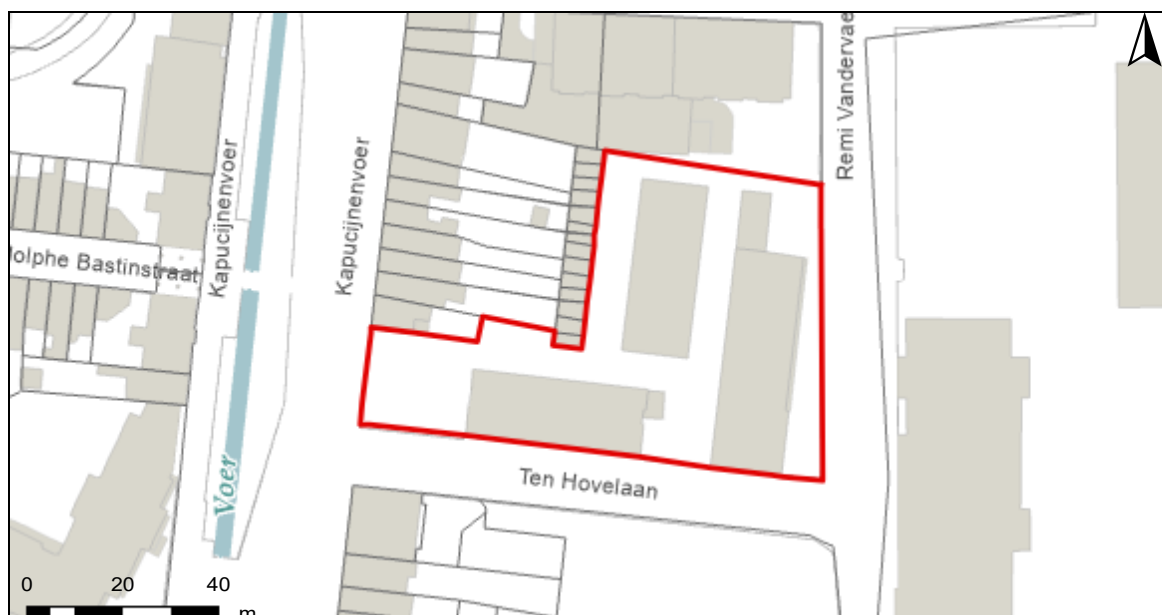 Remi Vandervae
Kapucijnenvoer
Kapucijnenvoer
olphe Bastinstraat
Ten Hovelaan
Voer
0 20 40
m